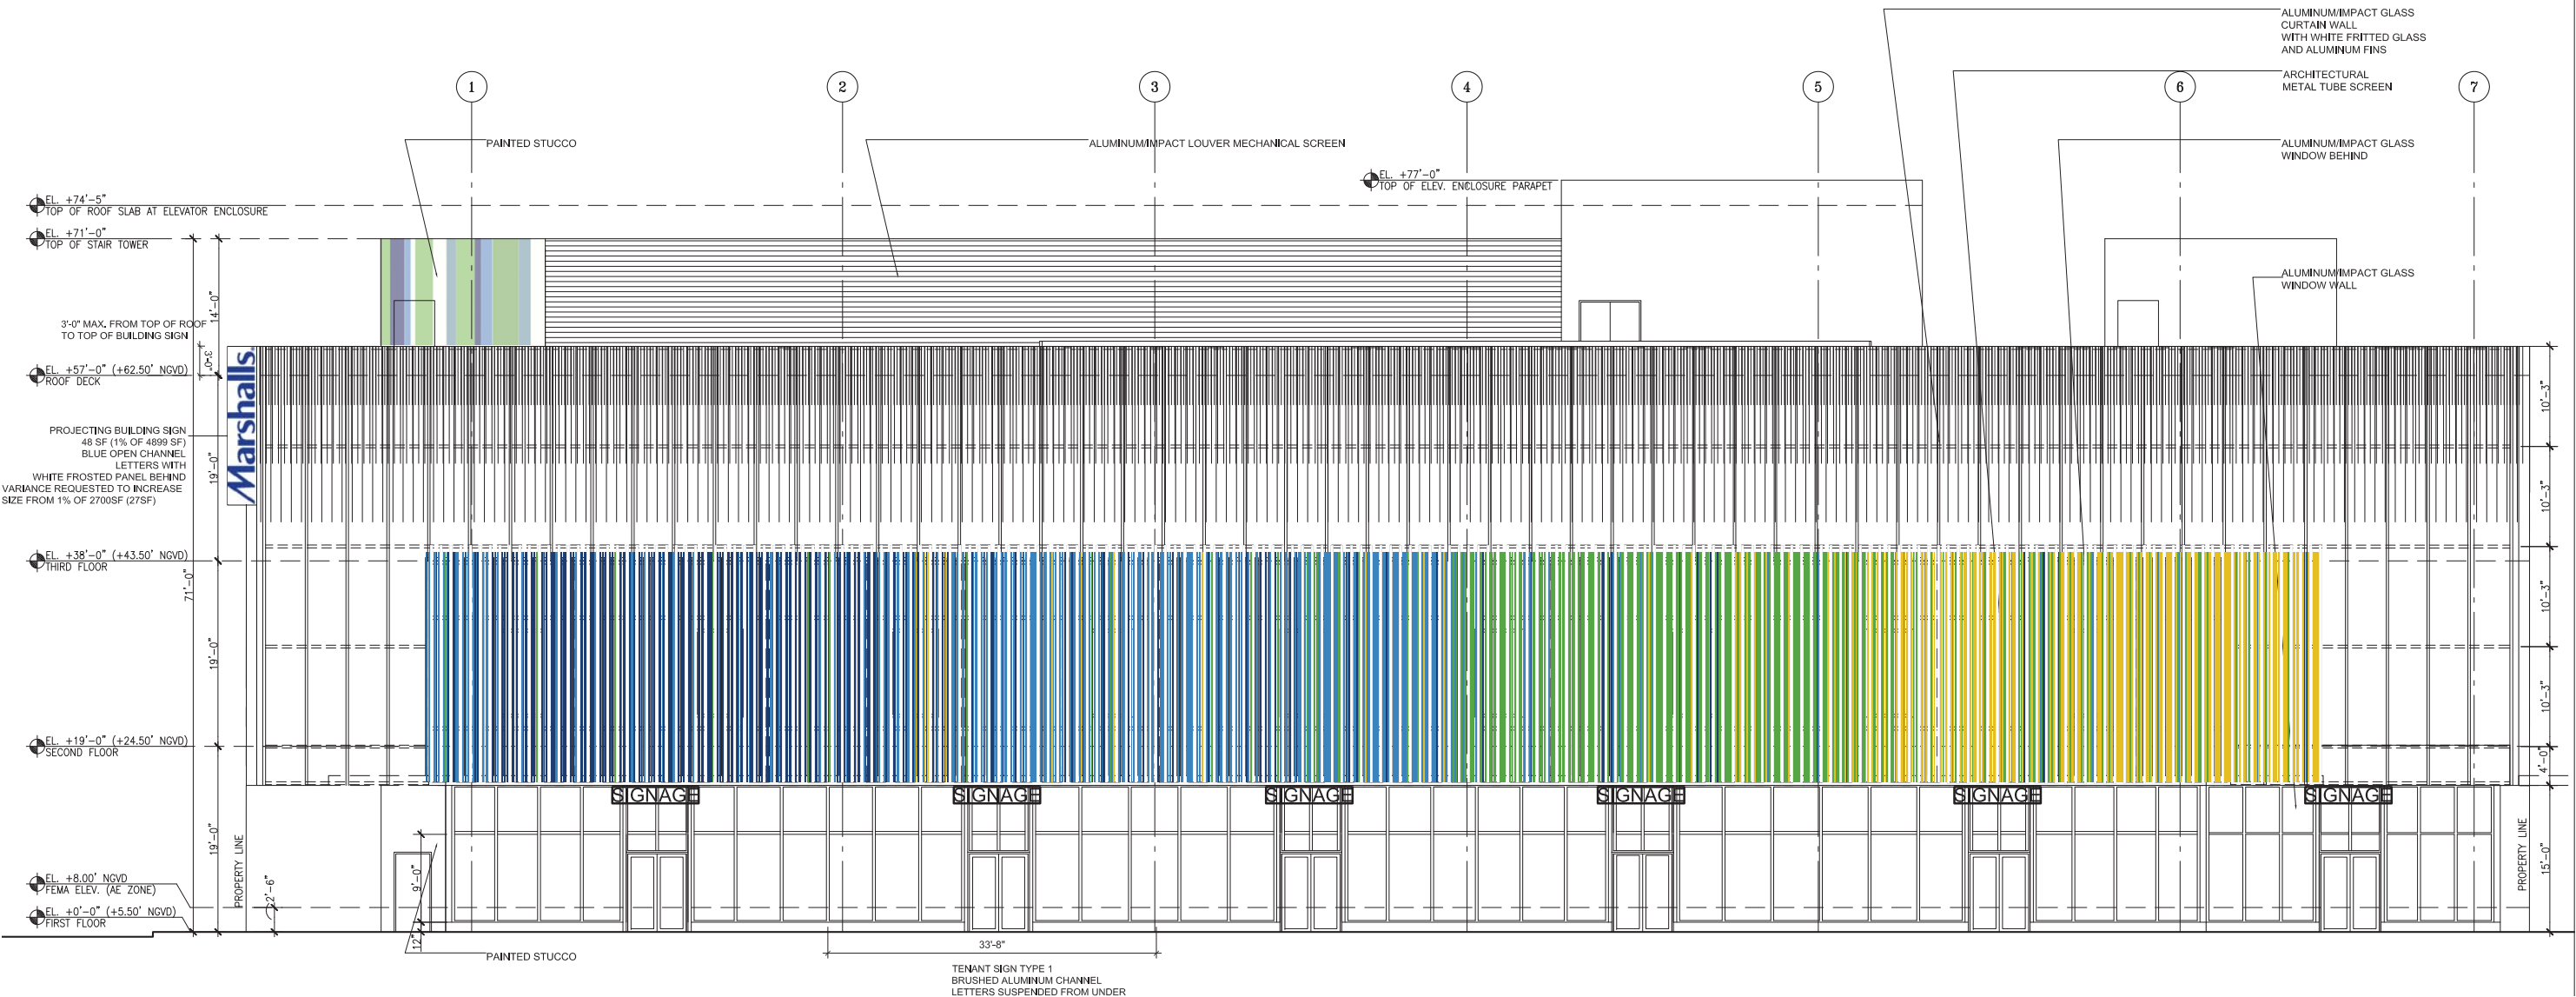 ALUMINUM/IMPACT GLASS
CURTAIN WALL
WITH WHITE FRITTED GLASS
AND ALUMINUM FINS
ARCHITECTURAL
METAL TUBE SCREEN
1
2
3
4
5
6
7
PAINTED STUCCO
ALUMINUM/IMPACT LOUVER MECHANICAL SCREEN
ALUMINUM/IMPACT GLASS
WINDOW BEHIND
EL. +77'-0"
TOP OF ELEV. ENCLOSURE PARAPET
EL. +74'-5"
TOP OF ROOF SLAB AT ELEVATOR ENCLOSURE
EL. +71'-0"
TOP OF STAIR TOWER
ALUMINUM/IMPACT GLASS
WINDOW WALL
14'-0"
3'-0" MAX. FROM TOP OF ROOF
TO TOP OF BUILDING SIGN
3'-0"
EL. +57'-0" (+62.50' NGVD)
ROOF DECK
Marshalls
10'-3"
PROJECTING BUILDING SIGN
48 SF (1% OF 4899 SF)
BLUE OPEN CHANNEL
LETTERS WITH
WHITE FROSTED PANEL BEHIND
VARIANCE REQUESTED TO INCREASE
SIZE FROM 1% OF 2700SF (27SF)
19'-0"
10'-3"
EL. +38'-0" (+43.50' NGVD)
THIRD FLOOR
71'-0"
10'-3"
19'-0"
10'-3"
EL. +19'-0" (+24.50' NGVD)
SECOND FLOOR
4'-0"
SIGNAGE
SIGNAGE
SIGNAGE
SIGNAGE
SIGNAGE
SIGNAGE
19'-0"
PROPERTY LINE
9'-0"
PROPERTY LINE
15'-0"
EL. +8.00' NGVD
FEMA ELEV. (AE ZONE)
2'-6"
EL. +0'-0" (+5.50' NGVD)
FIRST FLOOR
12"
33'-8"
PAINTED STUCCO
TENANT SIGN TYPE 1
BRUSHED ALUMINUM CHANNEL
LETTERS SUSPENDED FROM UNDER